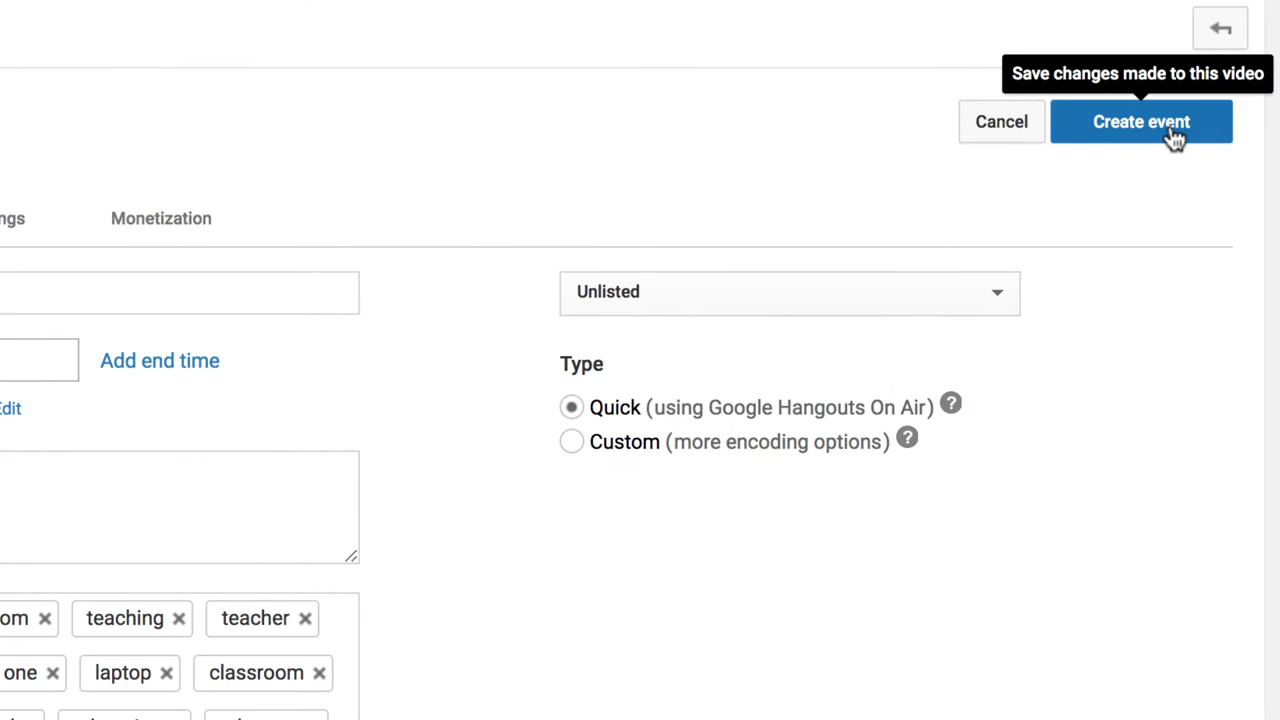 Save changes made to this video
Cancel
Create event
ngs
Monetization
Unlisted
Add end time
Type
Edit
Quick (using Google Hangouts On Air) ?
Custom (more encoding options) ?
om × teaching × teacher ×
one × laptop × classroom ×